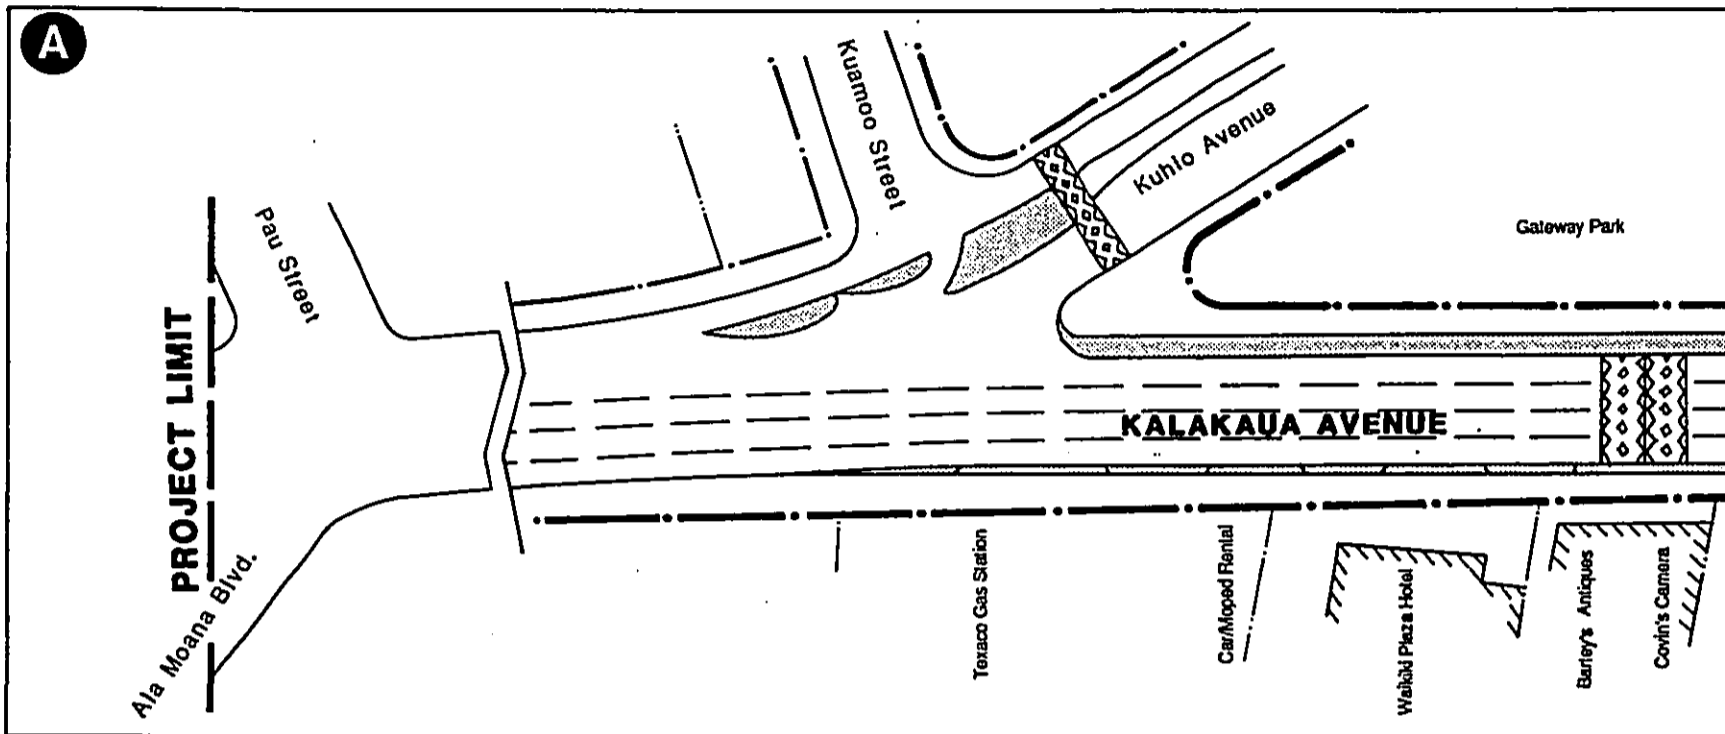 A
Kuamoo Street
Kuhio Avenue
Pau Street
Gateway Park
PROJECT LIMIT
KALAKAUA AVENUE
Ala Moana Blvd.
Texaco Gas Station
Car/Moped Rental
Waikiki Plaza Hotel
Barley's Antiques
Covin's Camera